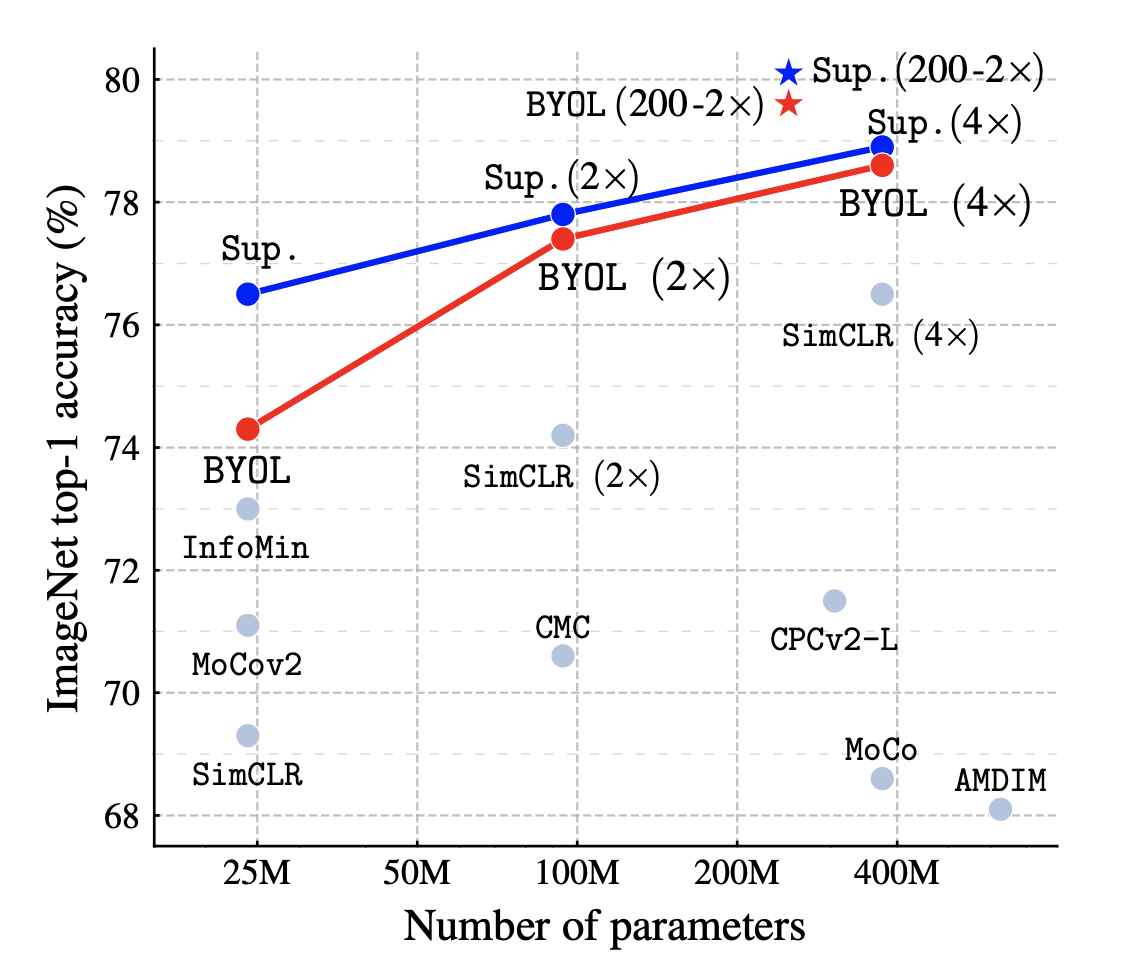 80
Sup.(200-2×)
BYOL (200-2×)
Sup.(4×)
Sup.(2×)
78
BYOL (4×)
Sup.
BYOL (2×)
76
SimCLR (4×)
74
BYOL
SimCLR (2×)
InfoMin
72
CMC
CPCv2-L
MoCov2
70
MoCo
SimCLR
AMDIM
68
ImageNet top-1 accuracy (%)
25M 50M 100M 200M 400M
Number of parameters